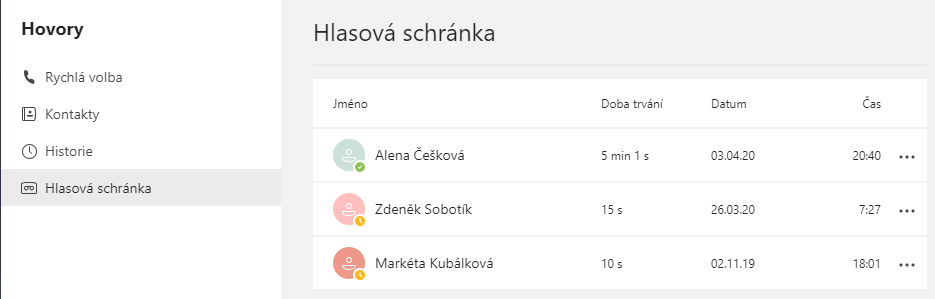 Hovory
Rychlá volba
Kontakty
Historie
Hlasová schránka
Hlasová schránka
Jméno Doba trvání Datum Čas
Alena Češková 5 min 1 s 03.04.20 20:40
Zdeněk Sobotík 15 s 26.03.20 7:27
Markéta Kubálková 10 s 02.11.19 18:01